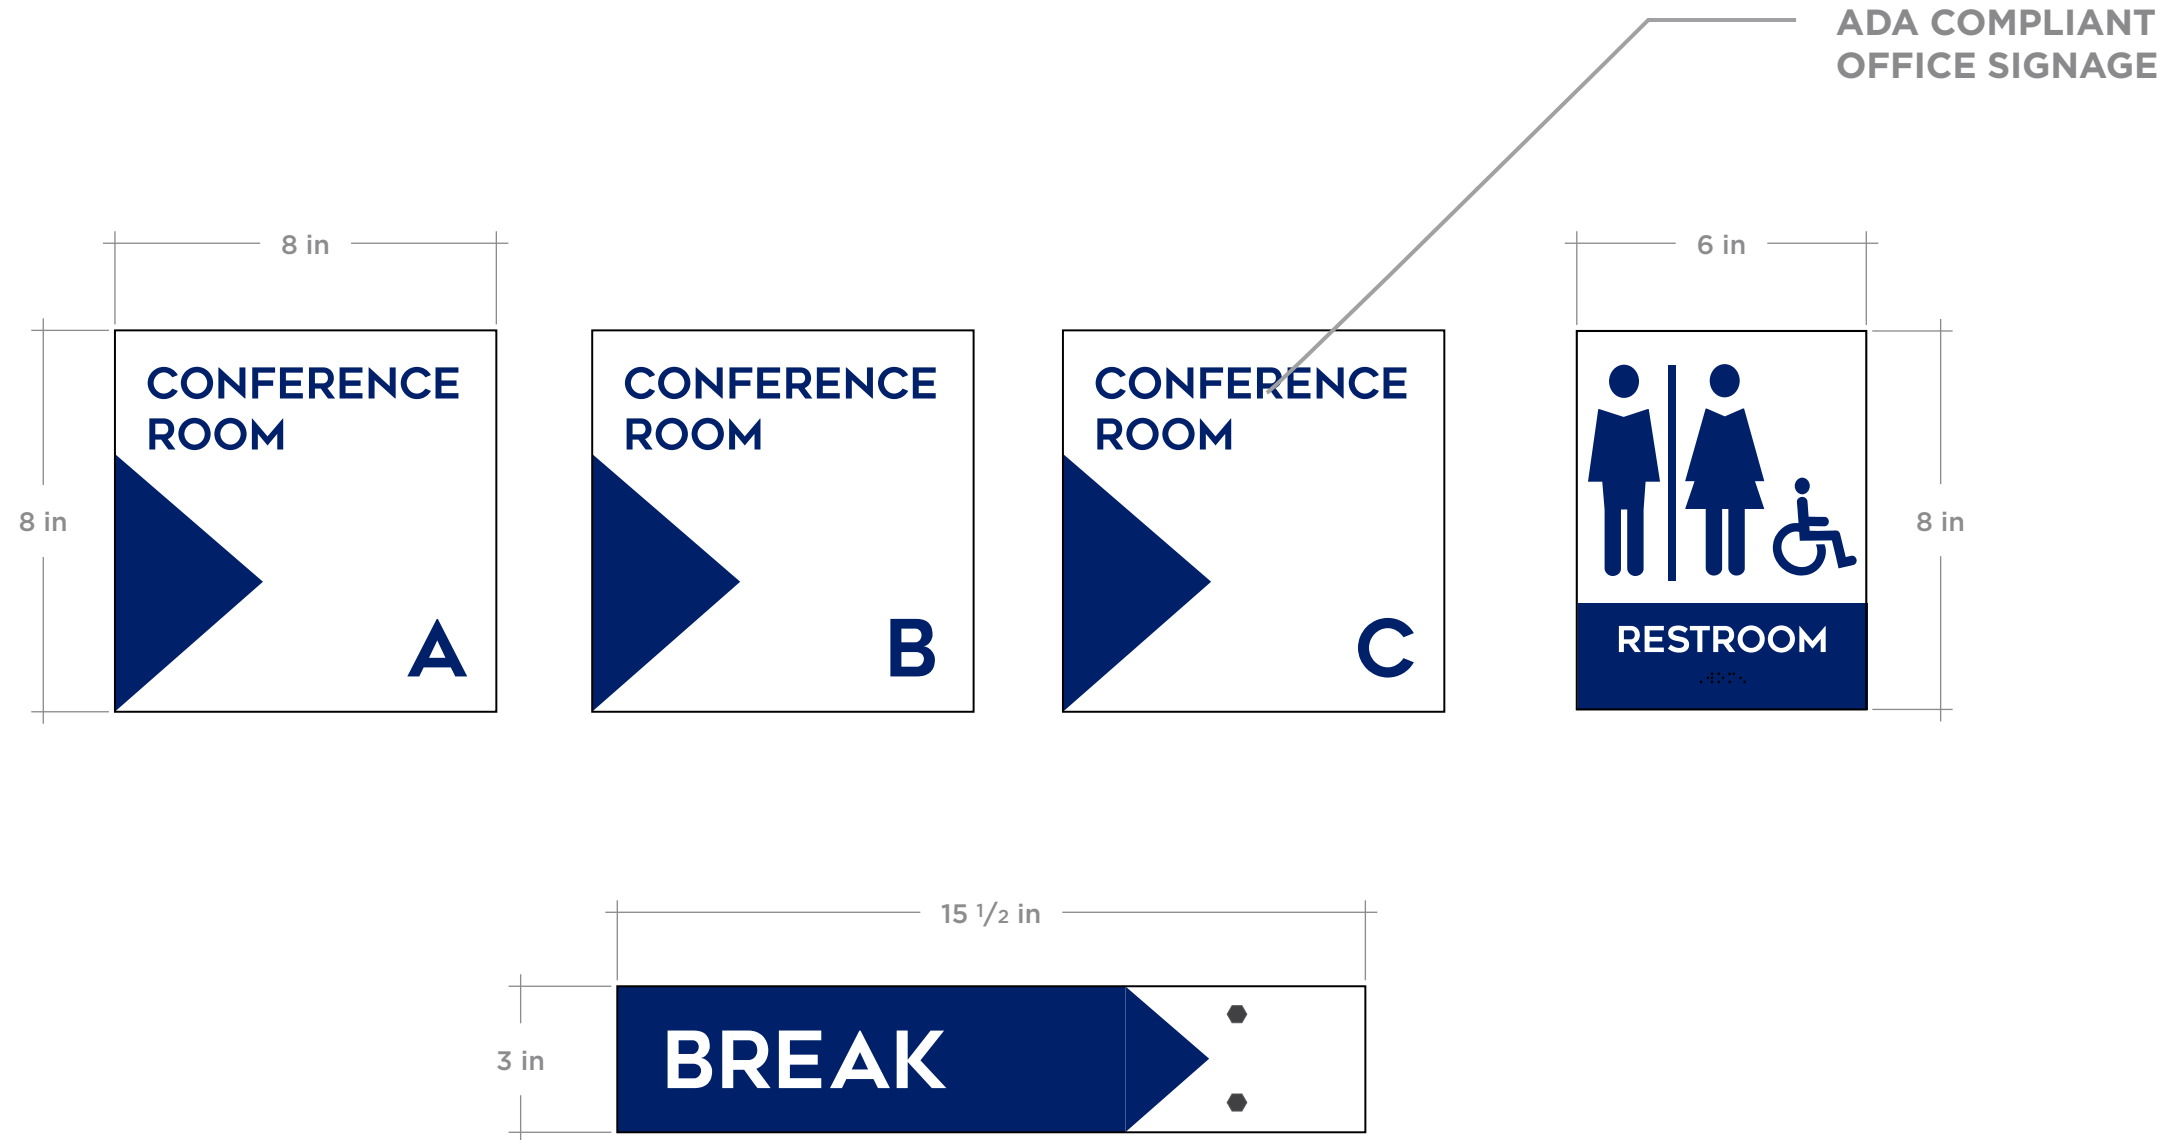 ADA COMPLIANT
OFFICE SIGNAGE
8 in
6 in
8 in
CONFERENCE
ROOM
A
CONFERENCE
ROOM
B
CONFERENCE
ROOM
C
RESTROOM
8 in
15 1/2 in
3 in
BREAK